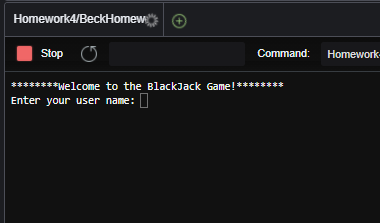 Homework4/BeckHomew
Stop
Command:
Homework-
********Welcome to the BlackJack Game!********
Enter your user name: